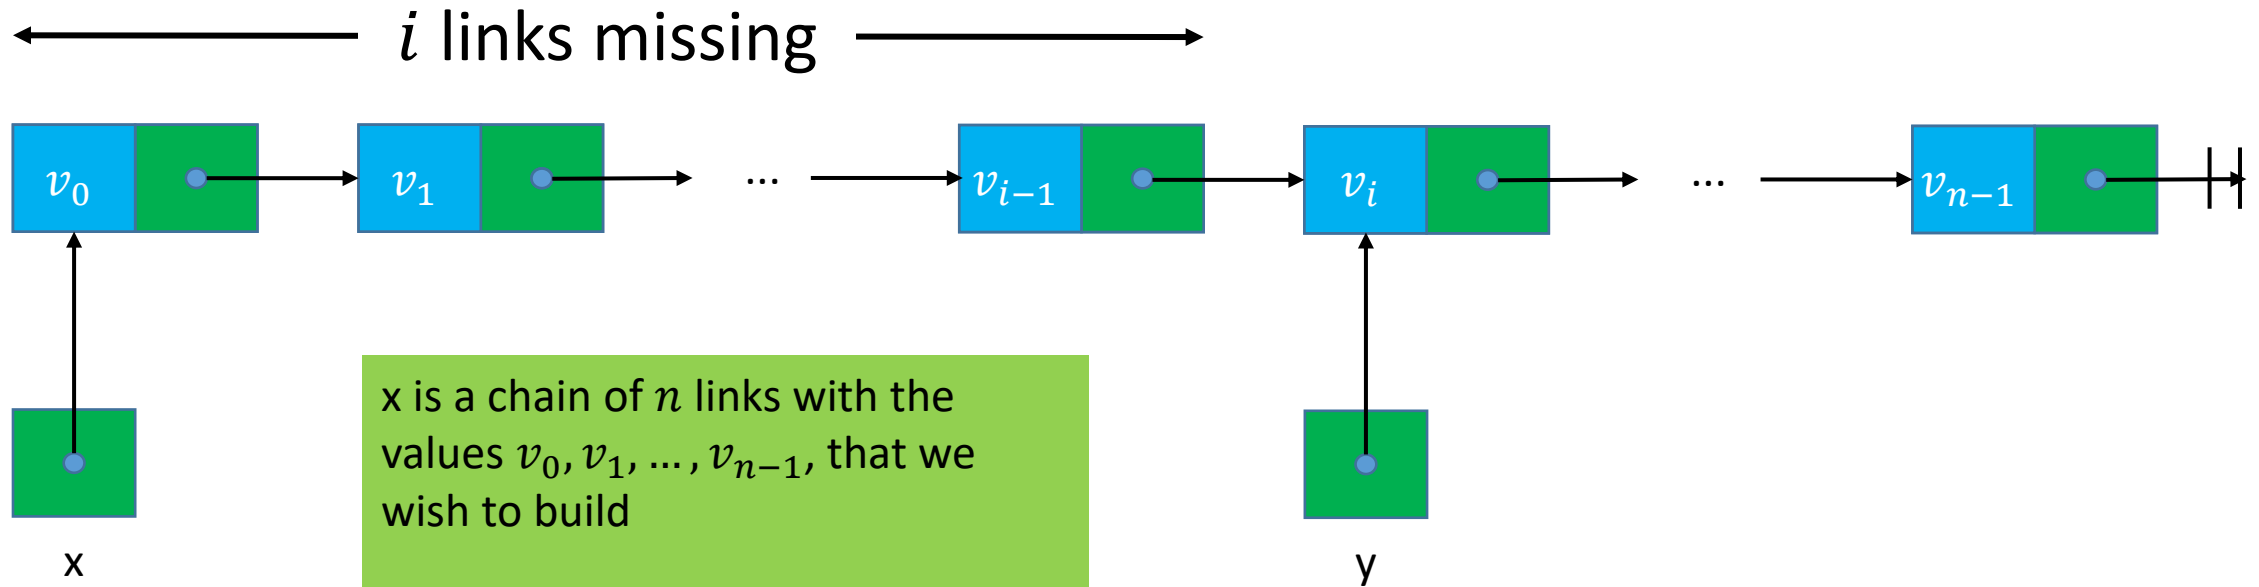 i links missing
v₀ v₁ ... vᵢ₋₁ vᵢ ... vₙ₋₁
x is a chain of n links with the
values v₀, v₁, … , vₙ₋₁, that we
wish to build
x y